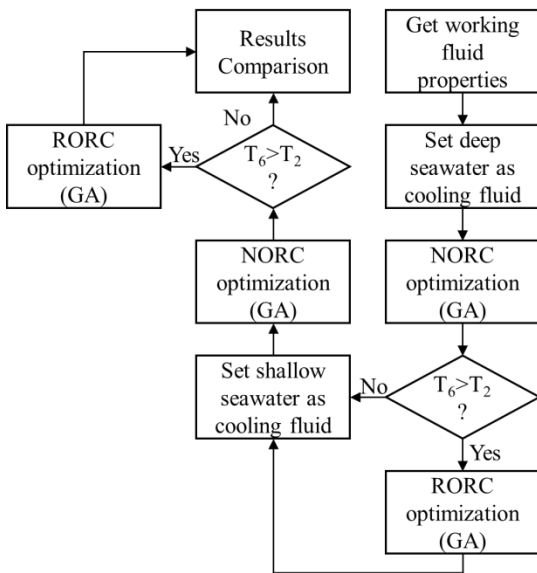 Get working
fluid
properties
Set deep
seawater as
cooling fluid
NORC
optimization
(GA)
T₆>T₂
?
No
Yes
RORC
optimization
(GA)
Set shallow
seawater as
cooling fluid
NORC
optimization
(GA)
T₆>T₂
?
Yes
No
RORC
optimization
(GA)
Results
Comparison